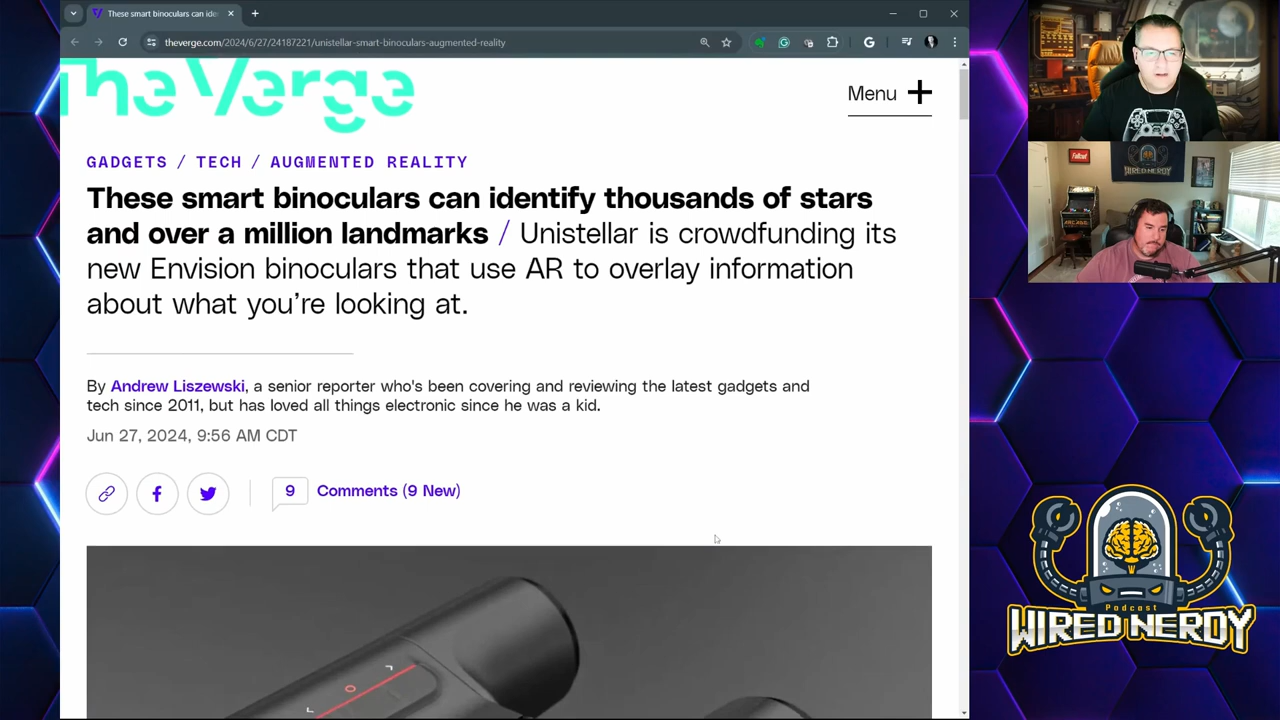 These smart binoculars can ide
theverge.com/2024/6/27/24187221/unistellar-smart-binoculars-augmented-reality
The Verge
Menu
GADGETS / TECH / AUGMENTED REALITY
These smart binoculars can identify thousands of stars
and over a million landmarks / Unistellar is crowdfunding its
new Envision binoculars that use AR to overlay information
about what you’re looking at.
By Andrew Liszewski, a senior reporter who's been covering and reviewing the latest gadgets and
tech since 2011, but has loved all things electronic since he was a kid.
Jun 27, 2024, 9:56 AM CDT
9 Comments (9 New)
Fallout
WIRED NERDY
Podcast
WIRED NERDY